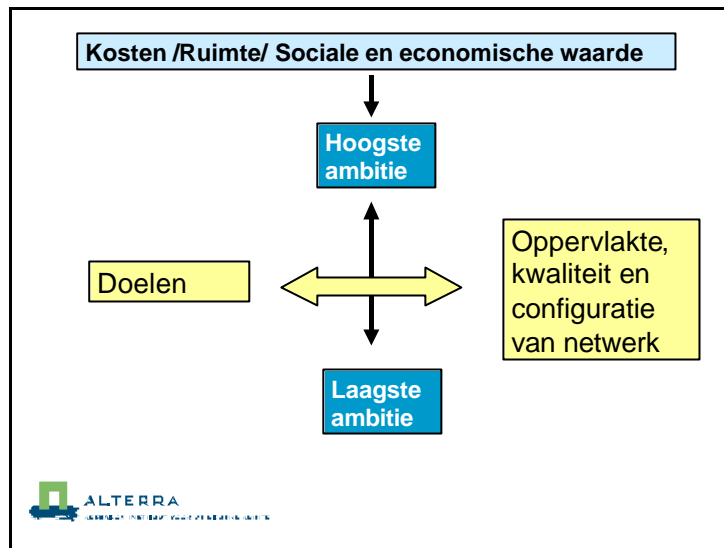 Kosten /Ruimte/ Sociale en economische waarde
Hoogste
ambitie
Doelen
Oppervlakte,
kwaliteit en
configuratie
van netwerk
Laagste
ambitie
ALTERRA